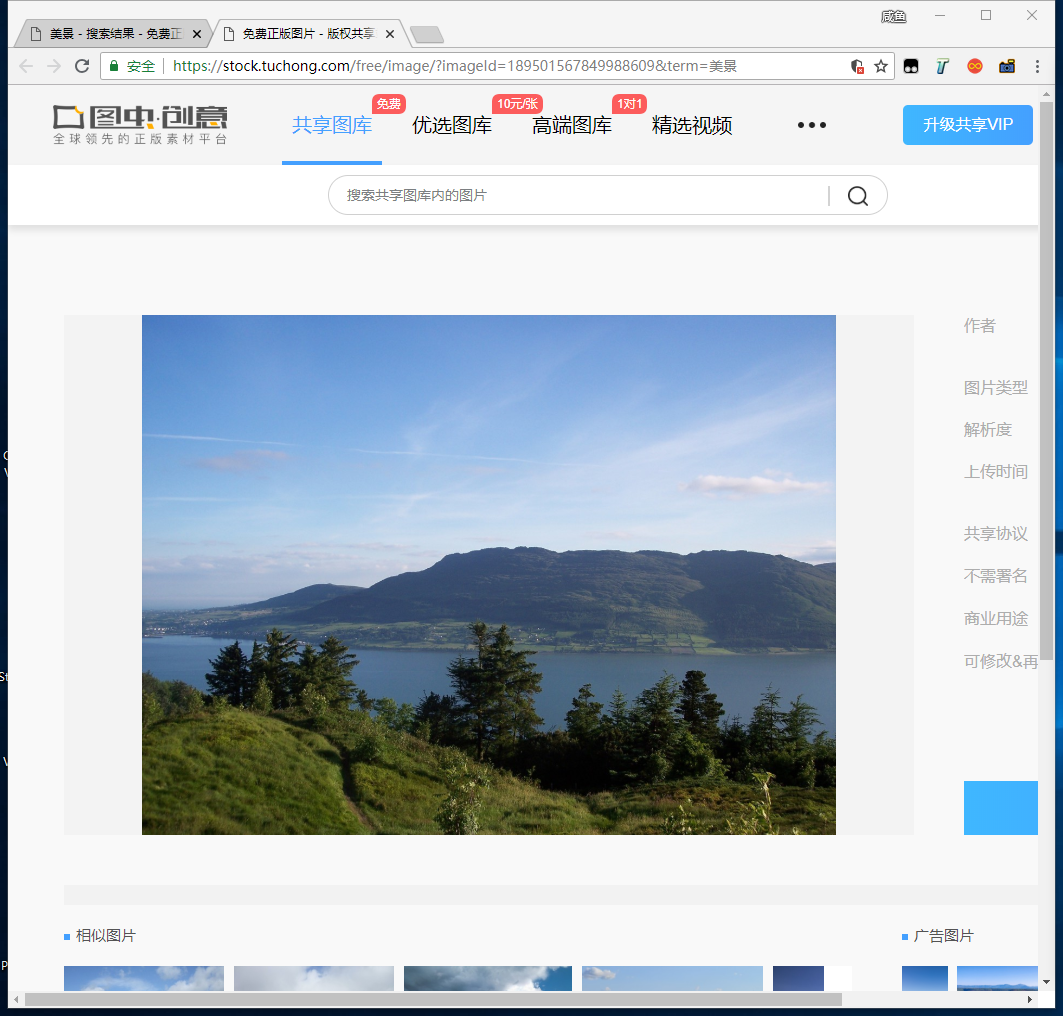 咸鱼
美景 - 搜索结果 - 免费正
免费正版图片 - 版权共享
安全
https://stock.tuchong.com/free/image/?imageId=189501567849988609&term=美景
图虫·创意
全球领先的正版素材平台
共享图库
免费
优选图库
10元/张
高端图库
1对1
精选视频
升级共享VIP
搜索共享图库内的图片
作者
图片类型
解析度
上传时间
共享协议
不需署名
商业用途
可修改&再
相似图片
广告图片